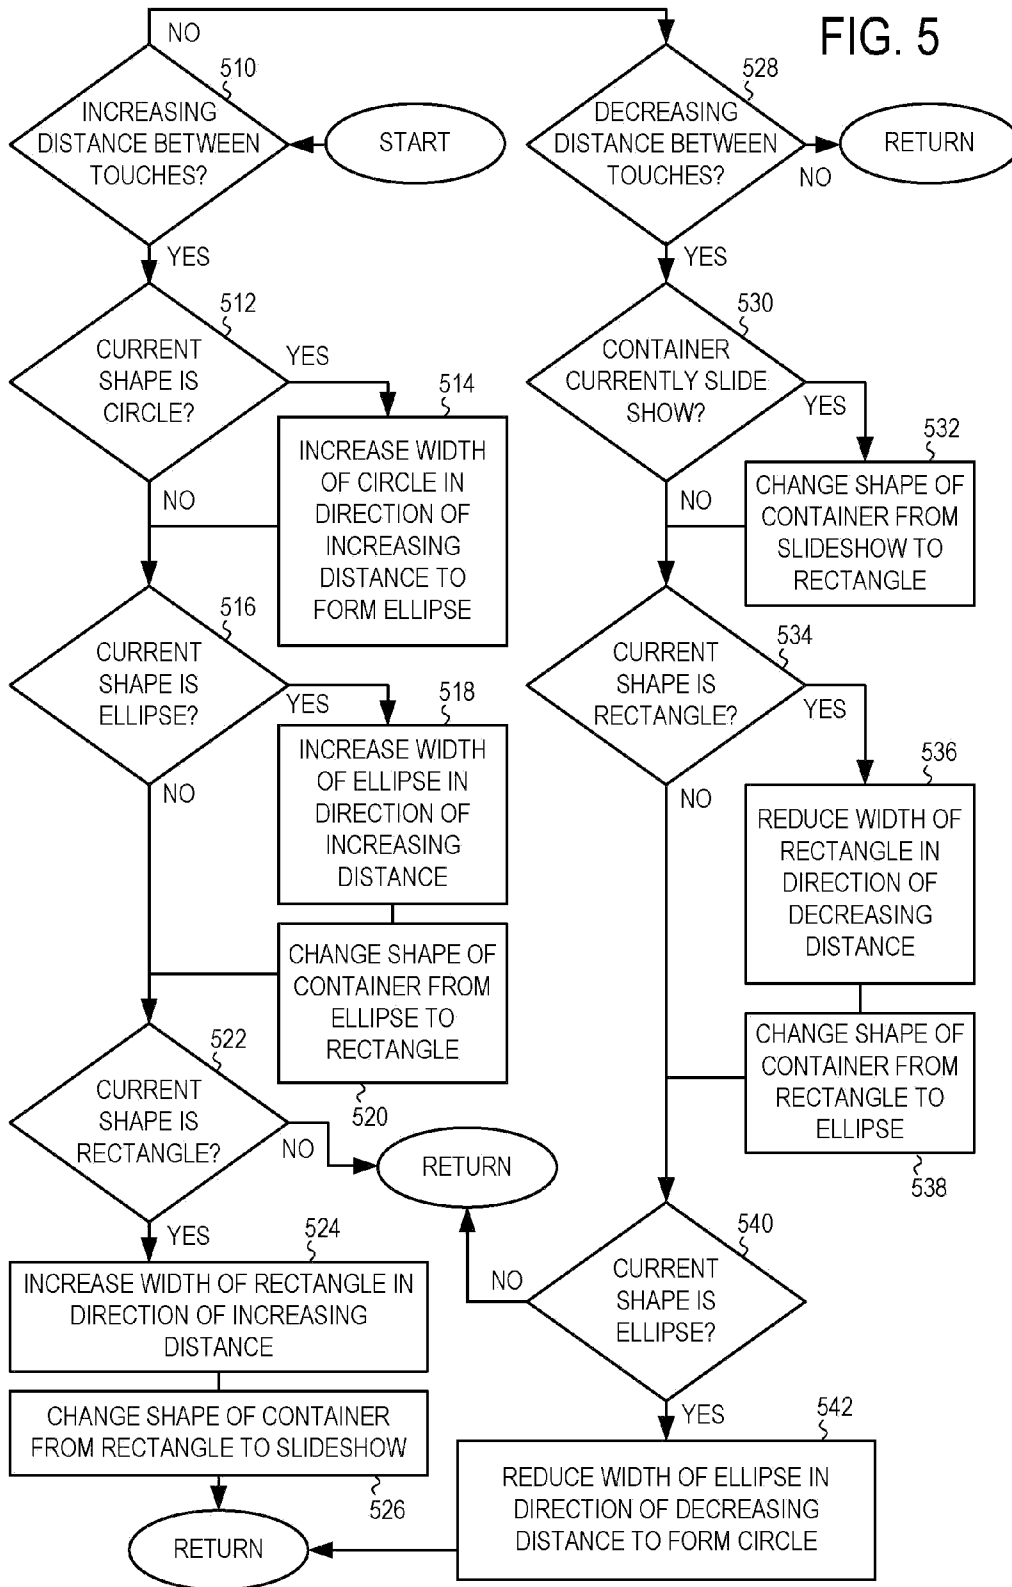 FIG. 5
NO
510
INCREASING
DISTANCE BETWEEN
TOUCHES?
START
YES
512
CURRENT
SHAPE IS
CIRCLE?
YES
514
INCREASE WIDTH
OF CIRCLE IN
DIRECTION OF
INCREASING
DISTANCE TO
FORM ELLIPSE
NO
516
CURRENT
SHAPE IS
ELLIPSE?
YES
518
INCREASE WIDTH
OF ELLIPSE IN
DIRECTION OF
INCREASING
DISTANCE
NO
CHANGE SHAPE OF
CONTAINER FROM
ELLIPSE TO
RECTANGLE
520
522
CURRENT
SHAPE IS
RECTANGLE?
NO
RETURN
YES
524
INCREASE WIDTH OF RECTANGLE IN
DIRECTION OF INCREASING
DISTANCE
CHANGE SHAPE OF CONTAINER
FROM RECTANGLE TO SLIDESHOW
526
RETURN
528
DECREASING
DISTANCE BETWEEN
TOUCHES?
NO
RETURN
YES
530
CONTAINER
CURRENTLY SLIDE
SHOW?
YES
532
CHANGE SHAPE OF
CONTAINER FROM
SLIDESHOW TO
RECTANGLE
NO
534
CURRENT
SHAPE IS
RECTANGLE?
YES
536
REDUCE WIDTH OF
RECTANGLE IN
DIRECTION OF
DECREASING
DISTANCE
NO
CHANGE SHAPE OF
CONTAINER FROM
RECTANGLE TO
ELLIPSE
538
540
CURRENT
SHAPE IS
ELLIPSE?
NO
YES
542
REDUCE WIDTH OF ELLIPSE IN
DIRECTION OF DECREASING
DISTANCE TO FORM CIRCLE